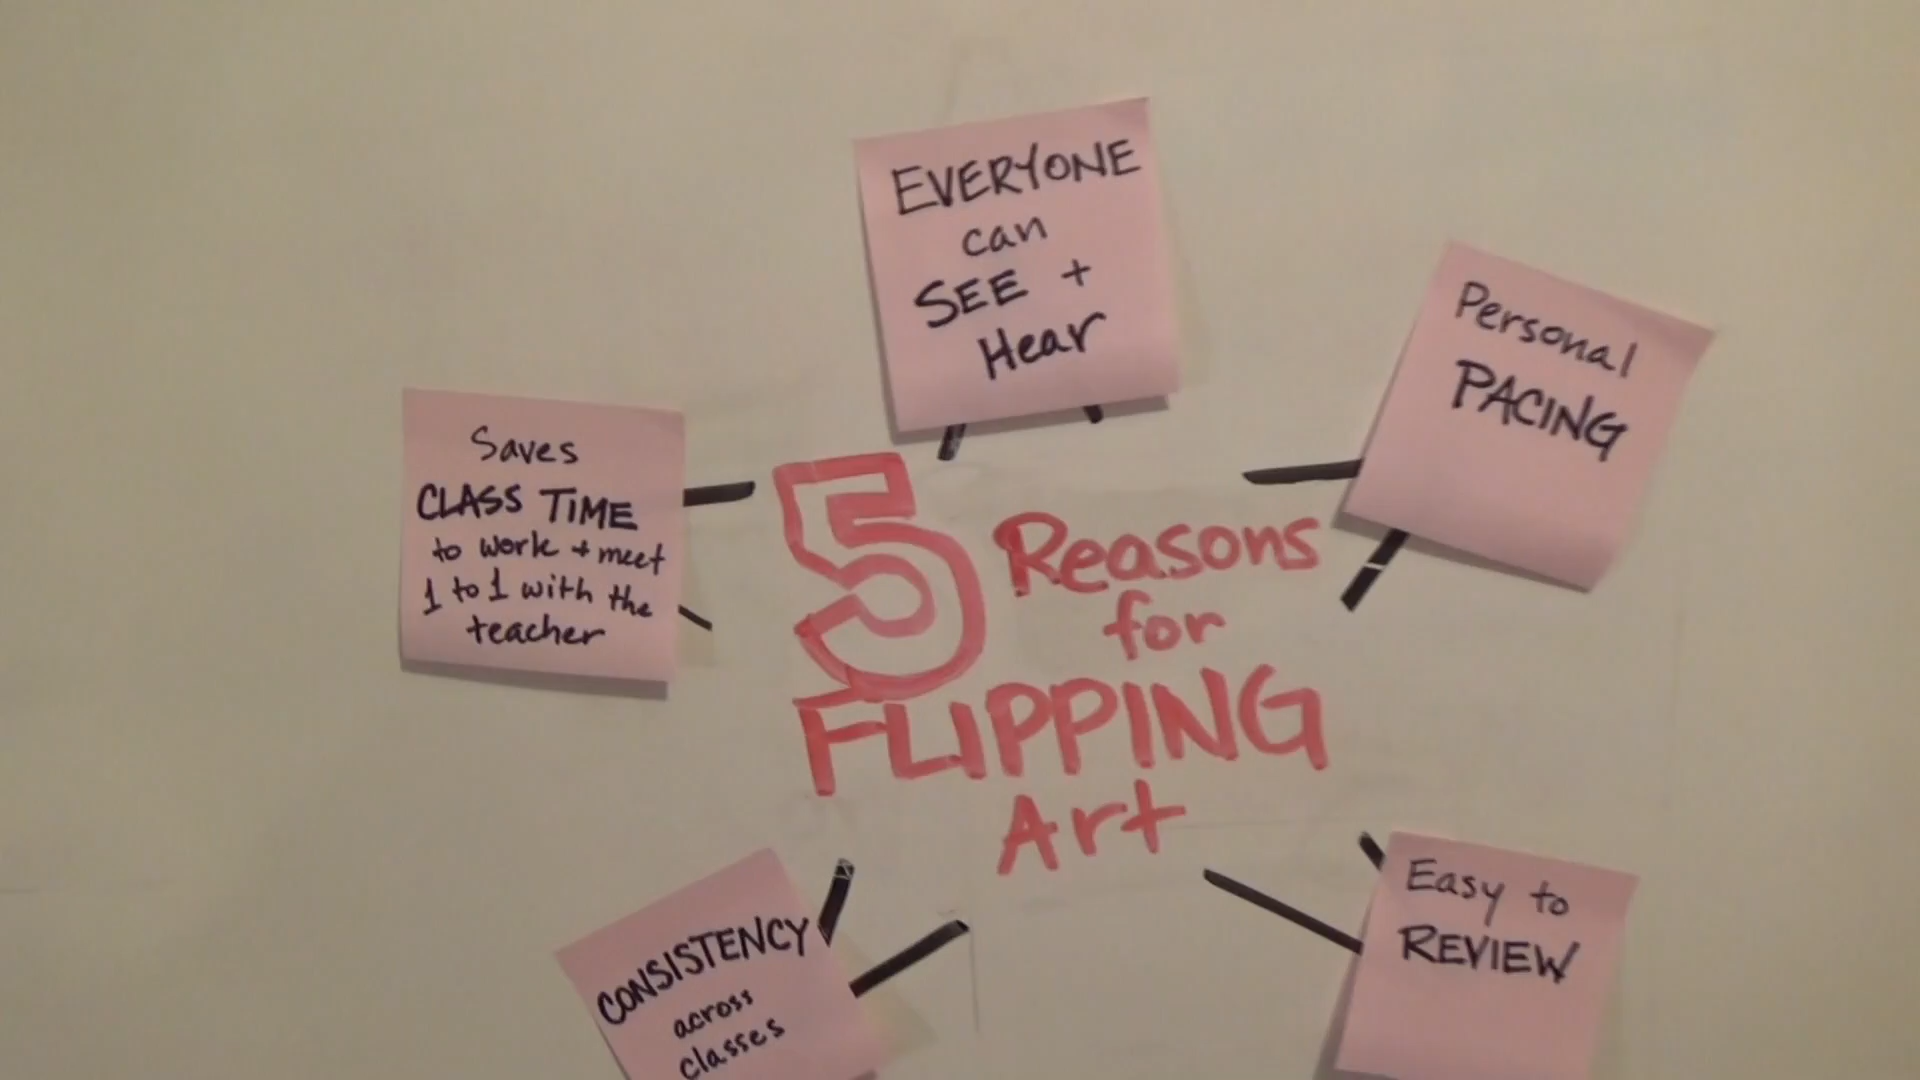 EVERYONE
can
SEE +
Hear
Personal
PACING
Saves
CLASS TIME
to work + meet
1 to 1 with the
teacher
5 Reasons
for
FLIPPING
Art
CONSISTENCY
across
classes
Easy to
REVIEW